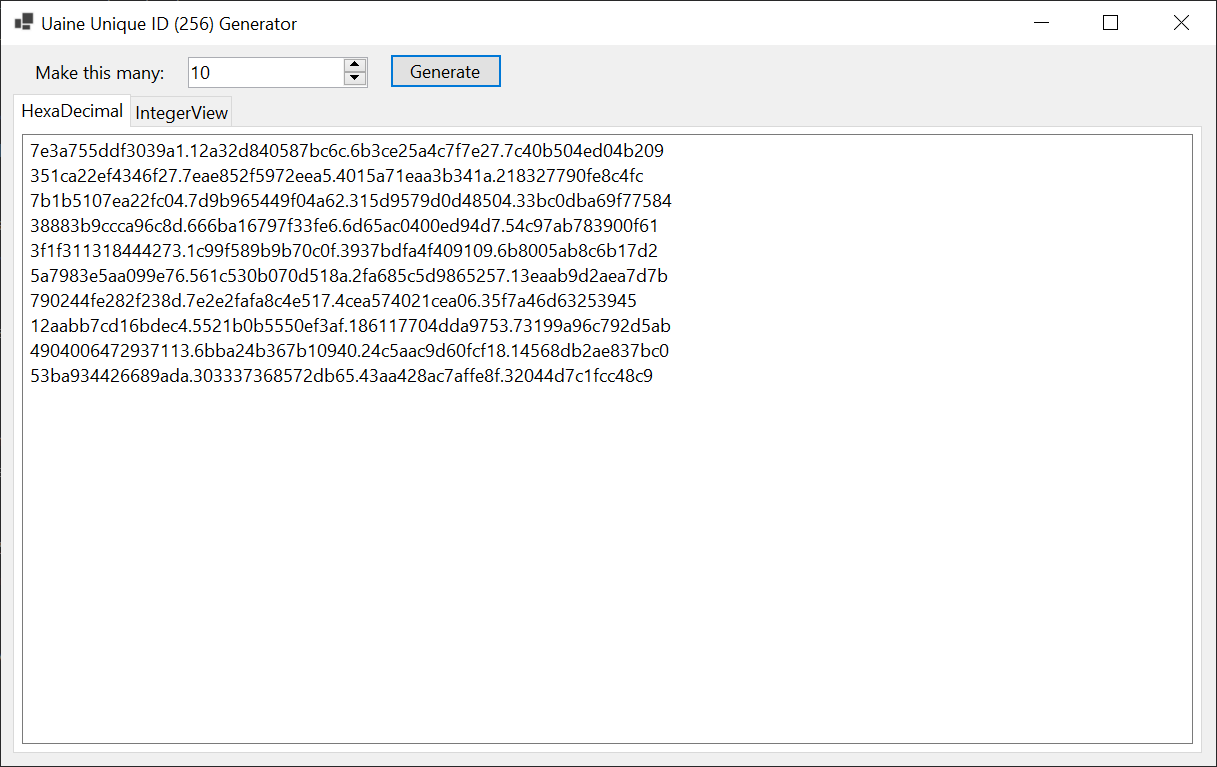 Uaine Unique ID (256) Generator
Make this many: 10 Generate
HexaDecimal IntegerView
7e3a755ddf3039a1.12a32d840587bc6c.6b3ce25a4c7f7e27.7c40b504ed04b209
351ca22ef4346f27.7eae852f5972eea5.4015a71eaa3b341a.218327790fe8c4fc
7b1b5107ea22fc04.7d9b965449f04a62.315d9579d0d48504.33bc0dba69f77584
38883b9ccca96c8d.666ba16797f33fe6.6d65ac0400ed94d7.54c97ab783900f61
3f1f311318444273.1c99f589b9b70c0f.3937bdfa4f409109.6b8005ab8c6b17d2
5a7983e5aa099e76.561c530b070d518a.2fa685c5d9865257.13eaab9d2aea7d7b
790244fe282f238d.7e2e2fafa8c4e517.4cea574021cea06.35f7a46d63253945
12aabb7cd16bdec4.5521b0b5550ef3af.186117704dda9753.73199a96c792d5ab
4904006472937113.6bba24b367b10940.24c5aac9d60fcf18.14568db2ae837bc0
53ba934426689ada.303337368572db65.43aa428ac7affe8f.32044d7c1fcc48c9